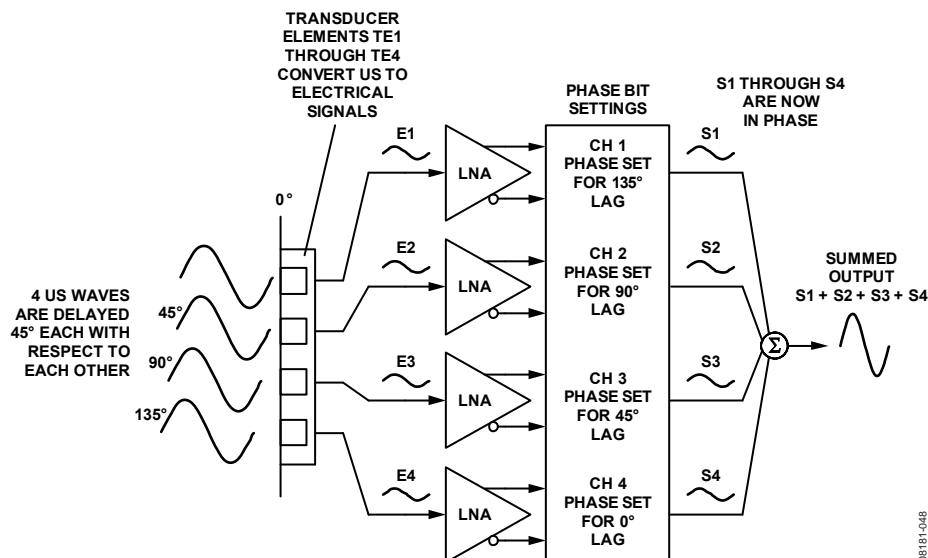 TRANSDUCER
ELEMENTS TE1
THROUGH TE4
CONVERT US TO
ELECTRICAL
SIGNALS
PHASE BIT
SETTINGS
S1 THROUGH S4
ARE NOW
IN PHASE
0°
4 US WAVES
ARE DELAYED
45° EACH WITH
RESPECT TO
EACH OTHER
45°
90°
135°
E1
LNA
CH 1
PHASE SET
FOR 135°
LAG
S1
E2
LNA
CH 2
PHASE SET
FOR 90°
LAG
S2
E3
LNA
CH 3
PHASE SET
FOR 45°
LAG
S3
E4
LNA
CH 4
PHASE SET
FOR 0°
LAG
S4
Σ
SUMMED
OUTPUT
S1 + S2 + S3 + S4
08181-048